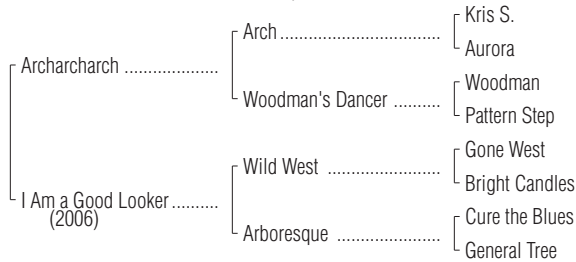 Kris S.
Arch.................................
Aurora
Archarcharch ....................
Woodman
Woodman's Dancer ..........
Pattern Step
Gone West
Wild West ........................
Bright Candles
I Am a Good Looker..........
(2006)
Cure the Blues
Arboresque ......................
General Tree